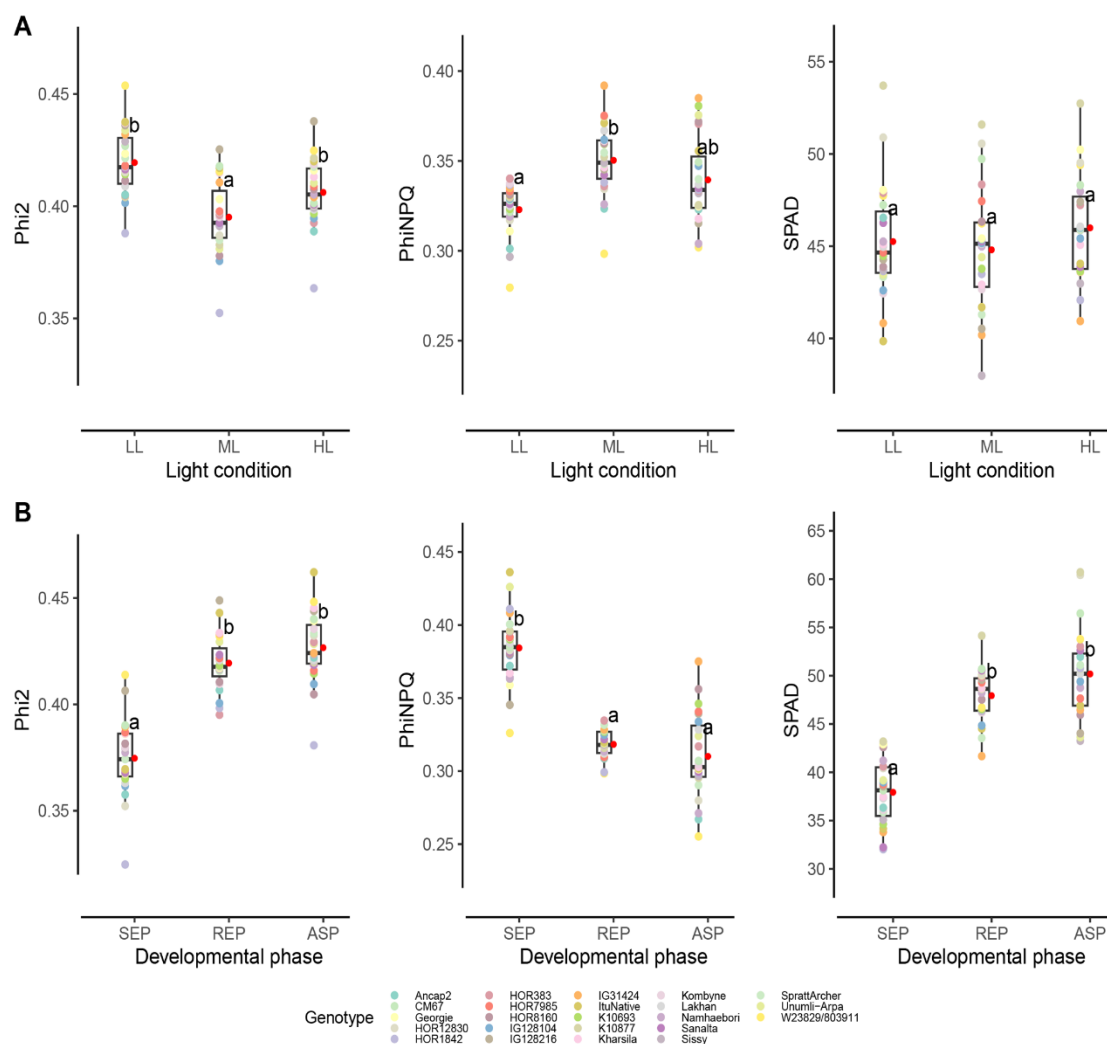 A
Phi2
0.45
0.40
0.35
b
a
b
LL
ML
HL
Light condition
PhiNPQ
0.40
0.35
0.30
0.25
a
b
ab
LL
ML
HL
Light condition
SPAD
55
50
45
40
a
a
a
LL
ML
HL
Light condition
B
Phi2
0.45
0.40
0.35
a
b
b
SEP
REP
ASP
Developmental phase
PhiNPQ
0.45
0.40
0.35
0.30
0.25
b
a
a
SEP
REP
ASP
Developmental phase
SPAD
65
60
55
50
45
40
35
30
a
b
b
SEP
REP
ASP
Developmental phase
Genotype
Ancap2
CM67
Georgie
HOR12830
HOR1842
HOR383
HOR7985
HOR8160
IG128104
IG128216
IG31424
ItuNative
K10693
K10877
Kharsila
Kombyne
Lakhan
Namhaebori
Sanalta
Sissy
SprattArcher
Unumli-Arpa
W23829/803911